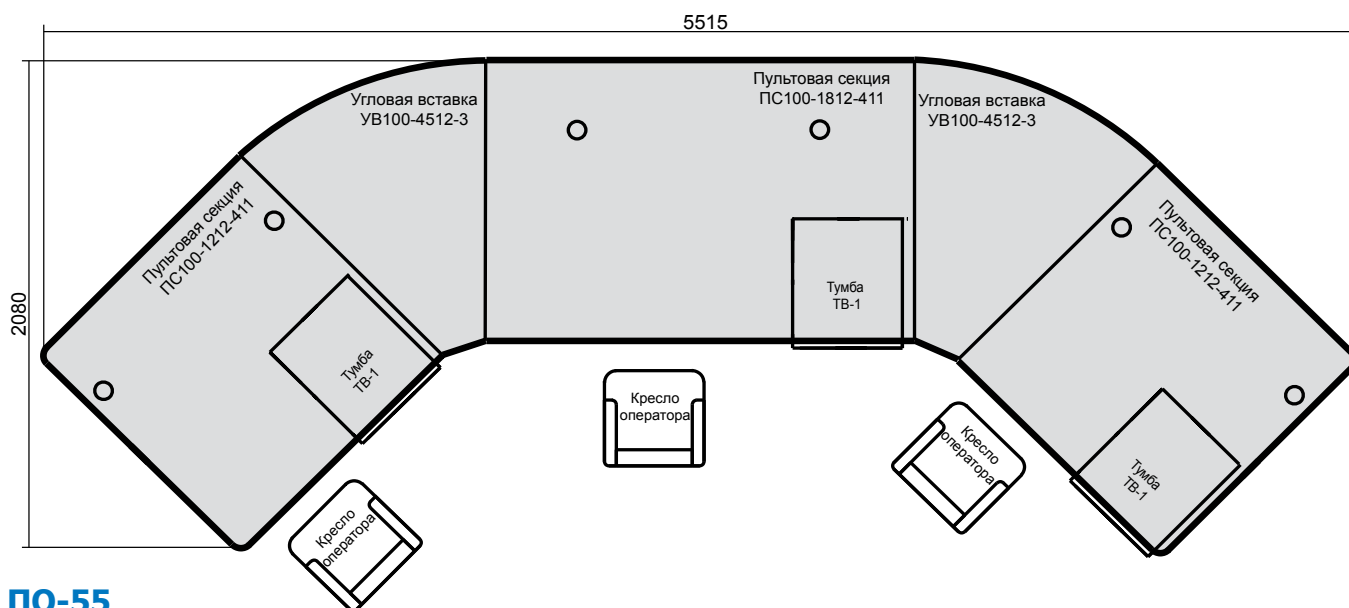 5515
Пультовая секция
ПС100-1812-411
Угловая вставка
УВ100-4512-3
Угловая вставка
УВ100-4512-3
Пультовая секция
ПС100-1212-411
Пультовая секция
ПС100-1212-411
2080
Тумба
ТВ-1
Тумба
ТВ-1
Тумба
ТВ-1
Кресло
оператора
Кресло
оператора
Кресло
оператора
ПО-55